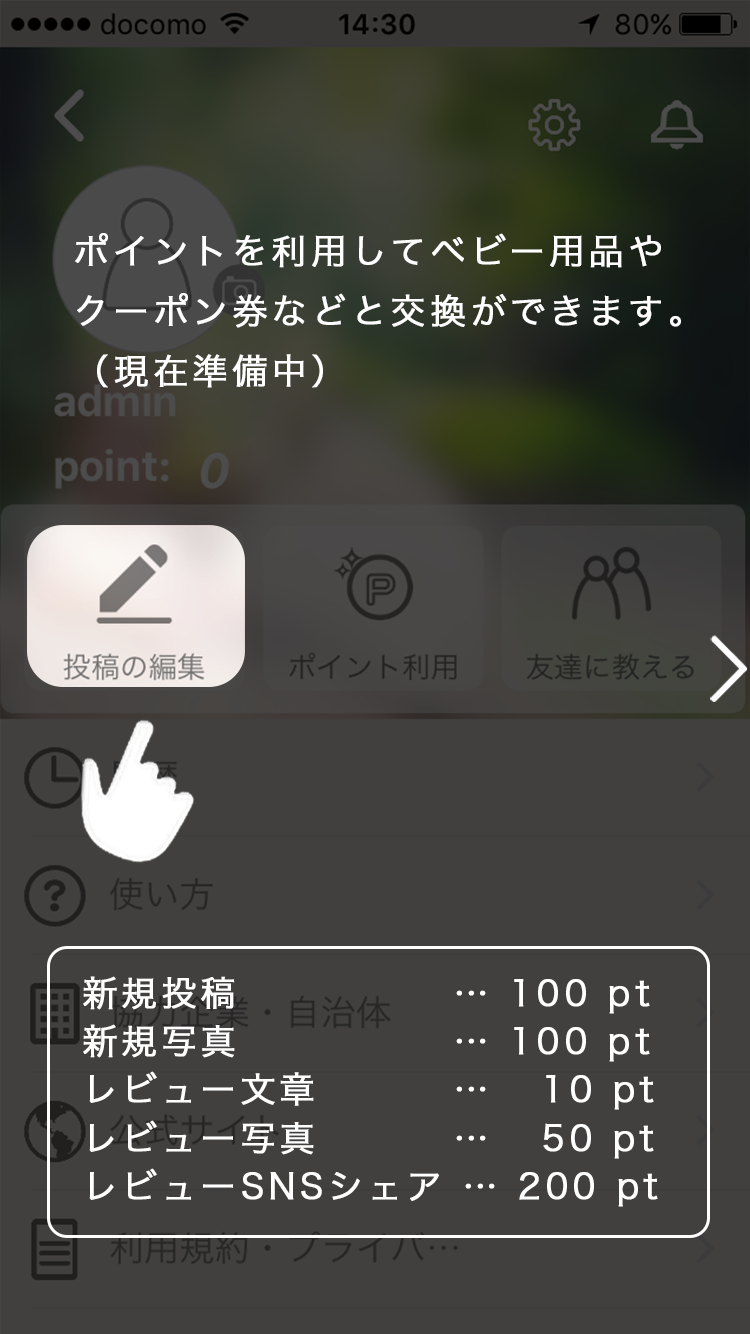 docomo 14:30 80%
ポイントを利用してベビー用品や
クーポン券などと交換ができます。
（現在準備中）
admin
point: 0
投稿の編集 ポイント利用 友達に教える
使い方
新規投稿 … 100 pt
協力企業・自治体
新規写真 … 100 pt
レビュー文章 … 10 pt
公式サイト
レビュー写真 … 50 pt
レビューSNSシェア … 200 pt
利用規約・プライバ…